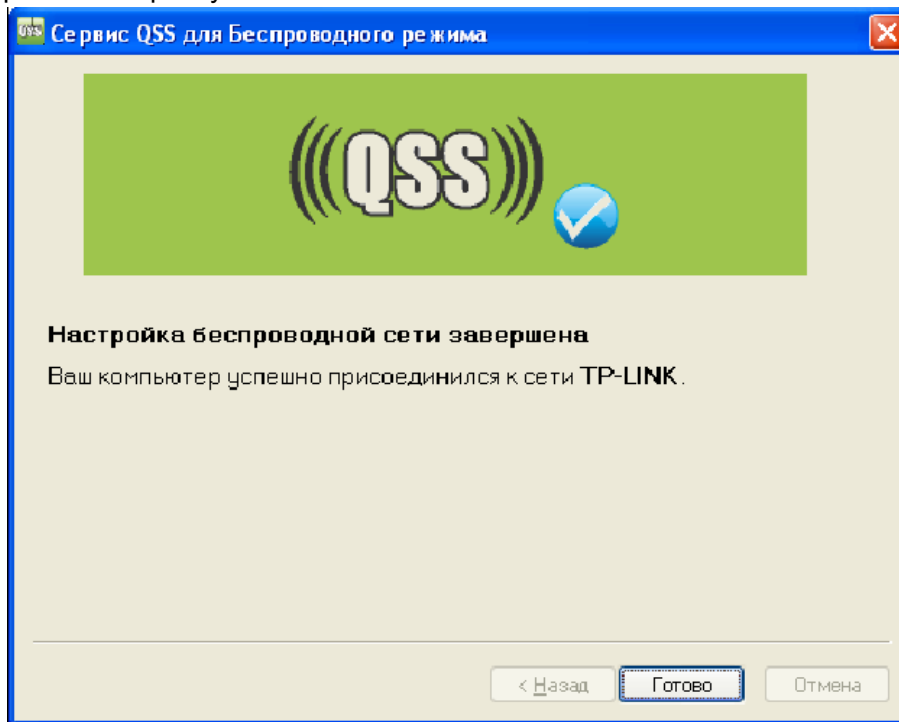 QSS Сервис QSS для Беспроводного режима
(((QSS)))
Настройка беспроводной сети завершена
Ваш компьютер успешно присоединился к сети TP-LINK.
< Назад Готово Отмена